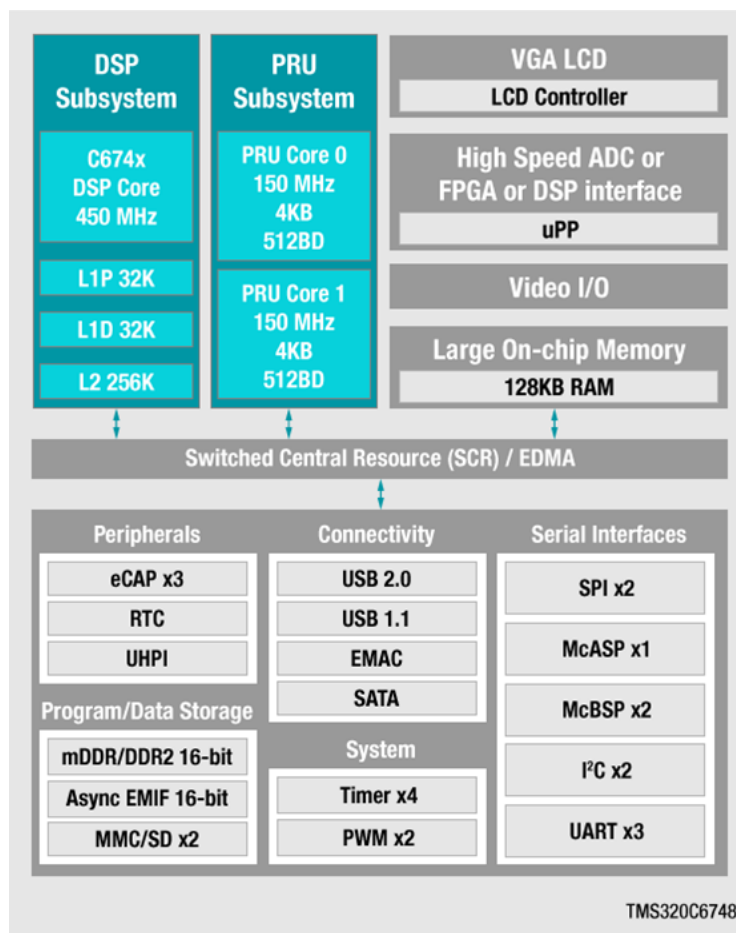 DSP
Subsystem
C674x
DSP Core
450 MHz
L1P 32K
L1D 32K
L2 256K
PRU
Subsystem
PRU Core 0
150 MHz
4KB
512BD
PRU Core 1
150 MHz
4KB
512BD
VGA LCD
LCD Controller
High Speed ADC or
FPGA or DSP interface
uPP
Video I/O
Large On-chip Memory
128KB RAM
Switched Central Resource (SCR) / EDMA
Peripherals
eCAP x3
RTC
UHPI
Program/Data Storage
mDDR/DDR2 16-bit
Async EMIF 16-bit
MMC/SD x2
Connectivity
USB 2.0
USB 1.1
EMAC
SATA
System
Timer x4
PWM x2
Serial Interfaces
SPI x2
McASP x1
McBSP x2
I²C x2
UART x3
TMS320C6748